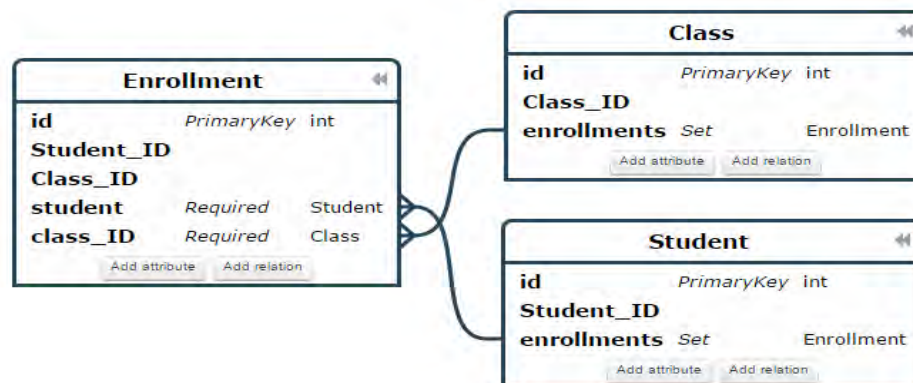 Enrollment
id PrimaryKey int
Student_ID
Class_ID
student Required Student
class_ID Required Class
Add attribute Add relation
Class
id PrimaryKey int
Class_ID
enrollments Set Enrollment
Add attribute Add relation
Student
id PrimaryKey int
Student_ID
enrollments Set Enrollment
Add attribute Add relation